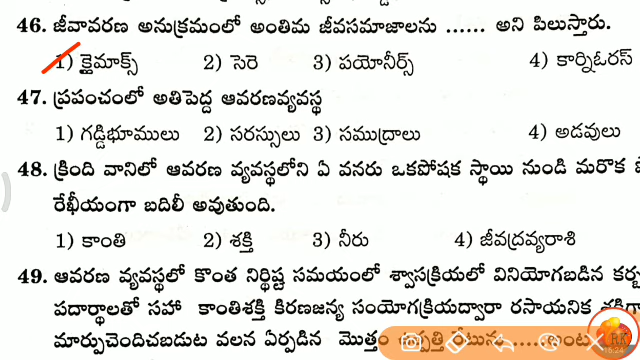 46. జీవావరణ అనుక్రమంలో అంతిమ జీవసమాజాలను ...... అని పిలుస్తారు.
1) క్లైమాక్స్ 2) సెరె 3) పయోనీర్స్ 4) కార్నిఓరస్
47. ప్రపంచంలో అతిపెద్ద ఆవరణవ్యవస్థ
1) గడ్డిభూములు 2) సరస్సులు 3) సముద్రాలు 4) అడవులు
48. క్రింది వానిలో ఆవరణ వ్యవస్థలోని ఏ వనరు ఒకపోషక స్థాయి నుండి మరొక
రేఖీయంగా బదిలీ అవుతుంది.
1) కాంతి 2) శక్తి 3) నీరు 4) జీవద్రవ్యరాశి
49. ఆవరణ వ్యవస్థలో కొంత నిర్థిష్ట సమయంలో శ్వాసక్రియలో వినియోగబడిన కర్బ
పదార్థాలతో సహా కాంతిశక్తి కిరణజన్య సంయోగక్రియద్వారా రసాయనిక
మార్పుచెందిచబడుట వలన ఏర్పడిన మొత్తం